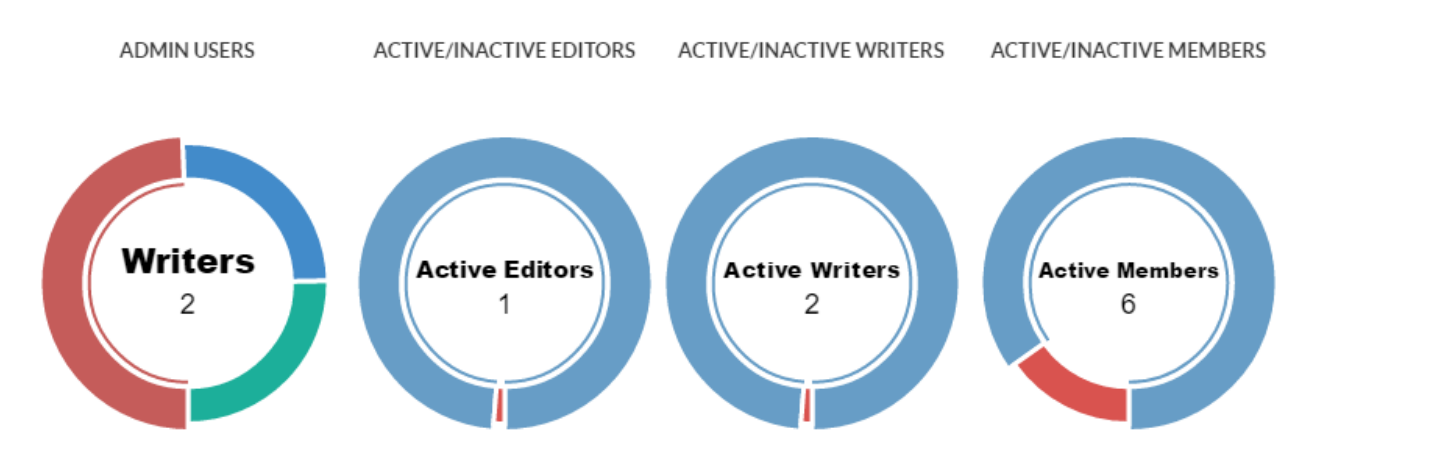 ADMIN USERS
ACTIVE/INACTIVE EDITORS
ACTIVE/INACTIVE WRITERS
ACTIVE/INACTIVE MEMBERS
Writers
2
Active Editors
1
Active Writers
2
Active Members
6